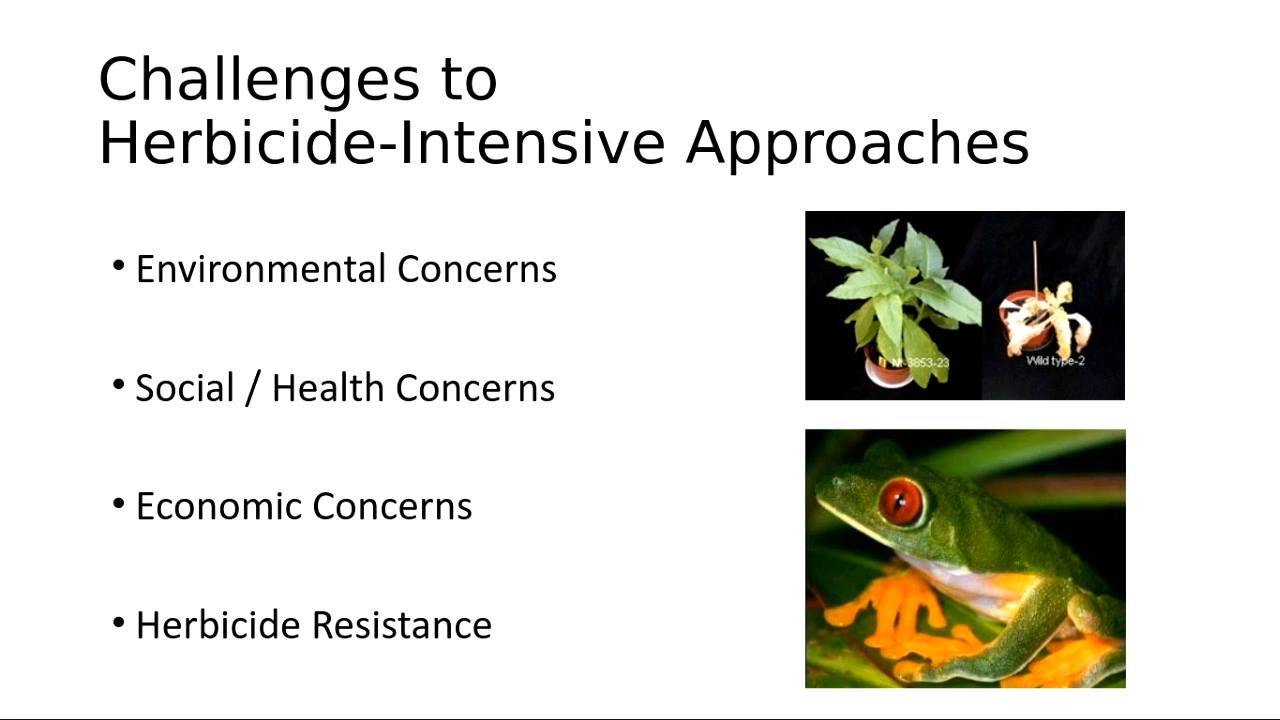 Challenges to
Herbicide-Intensive Approaches
• Environmental Concerns
• Social / Health Concerns
• Economic Concerns
• Herbicide Resistance
Wild type-2